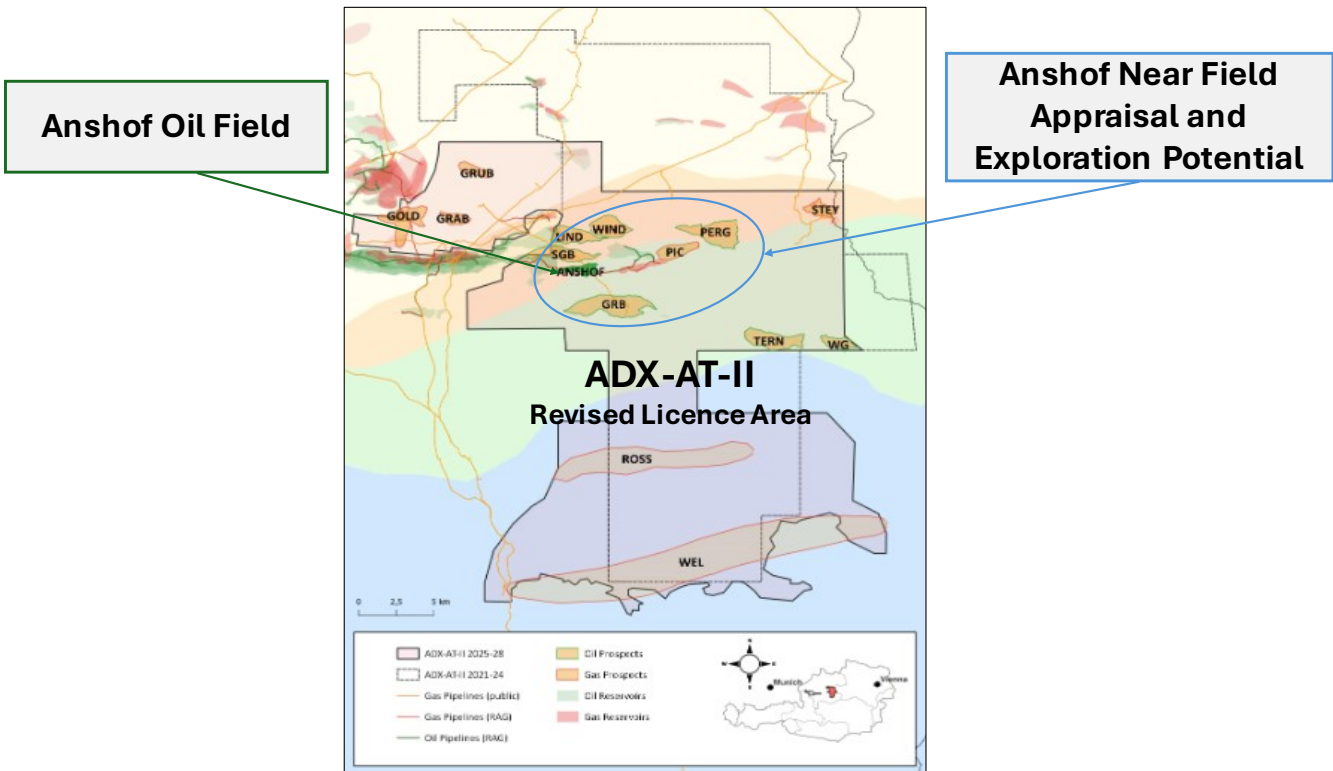 Anshof Oil Field
Anshof Near Field
Appraisal and
Exploration Potential
GRUB
GOLD
GRAB
STEY
LIND
WIND
PERG
SGB
PIC
ANSHOF
GRB
TERN
WG
ADX-AT-II
Revised Licence Area
ROSS
WEL
0 2,5 5 km
ADX-AT-II 2025-28
ADX-AT-II 2021-24
Gas Pipelines (public)
Gas Pipelines (RAG)
Oil Pipelines (RAG)
Oil Prospects
Gas Prospects
Oil Reservoirs
Gas Reservoirs
N
W
E
S
Munich
Vienna